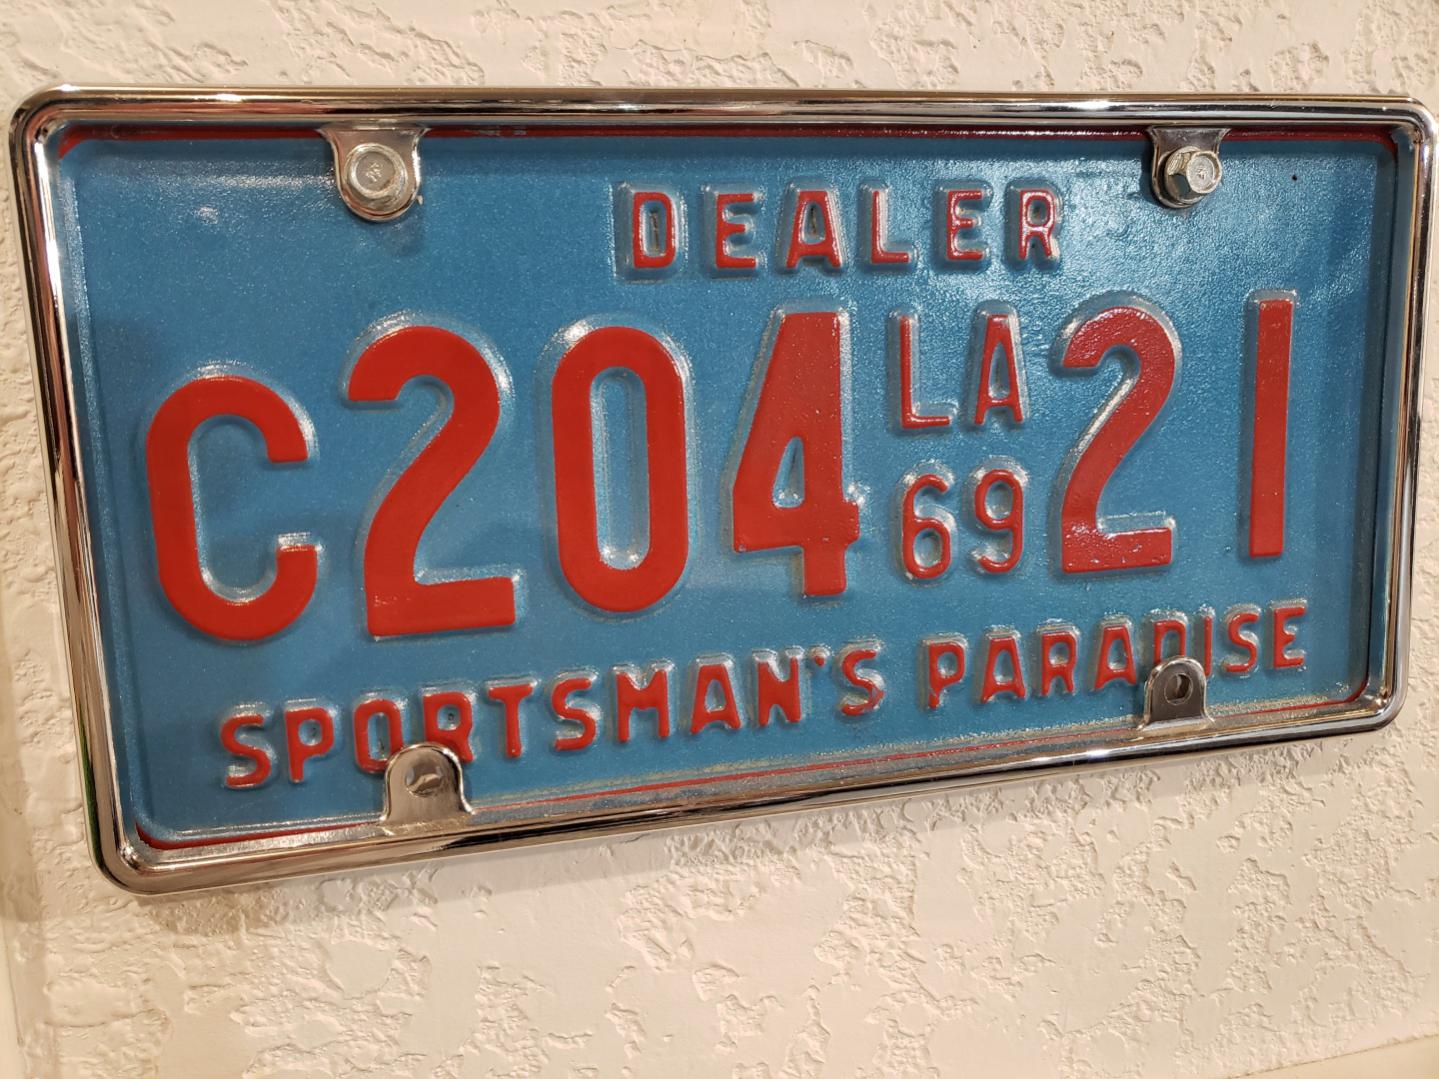 DEALER
C204 LA 69 21
SPORTSMAN'S PARADISE